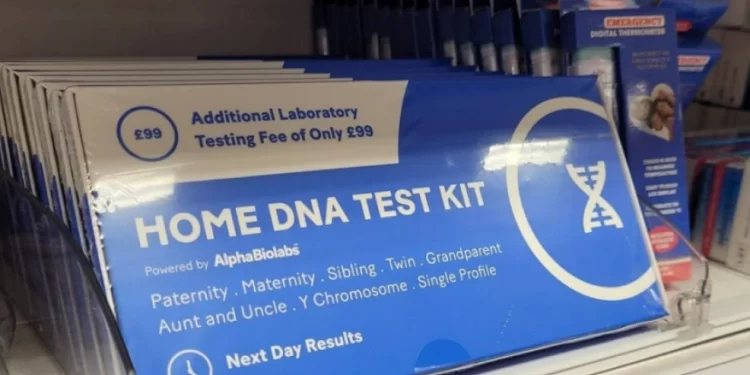 £99
Additional Laboratory
Testing Fee of Only £99
HOME DNA TEST KIT
Powered by AlphaBiolabs
Paternity . Maternity . Sibling . Twin . Grandparent
Aunt and Uncle . Y Chromosome . Single Profile
Next Day Results
EMERGENCY
DIGITAL THERMOMETER